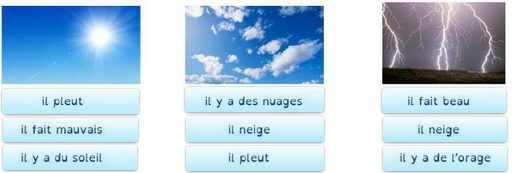 il pleut
il fait mauvais
il y a du soleil
il y a des nuages
il neige
il pleut
il fait beau
il neige
il y a de l'orage